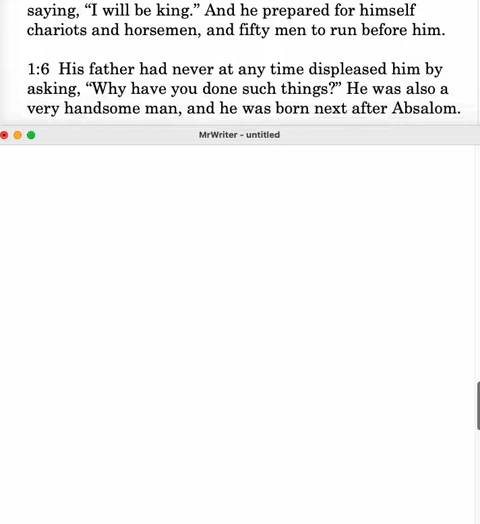 saying, “I will be king.” And he prepared for himself
chariots and horsemen, and fifty men to run before him.
1:6 His father had never at any time displeased him by
asking, “Why have you done such things?” He was also a
very handsome man, and he was born next after Absalom.
MrWriter - untitled